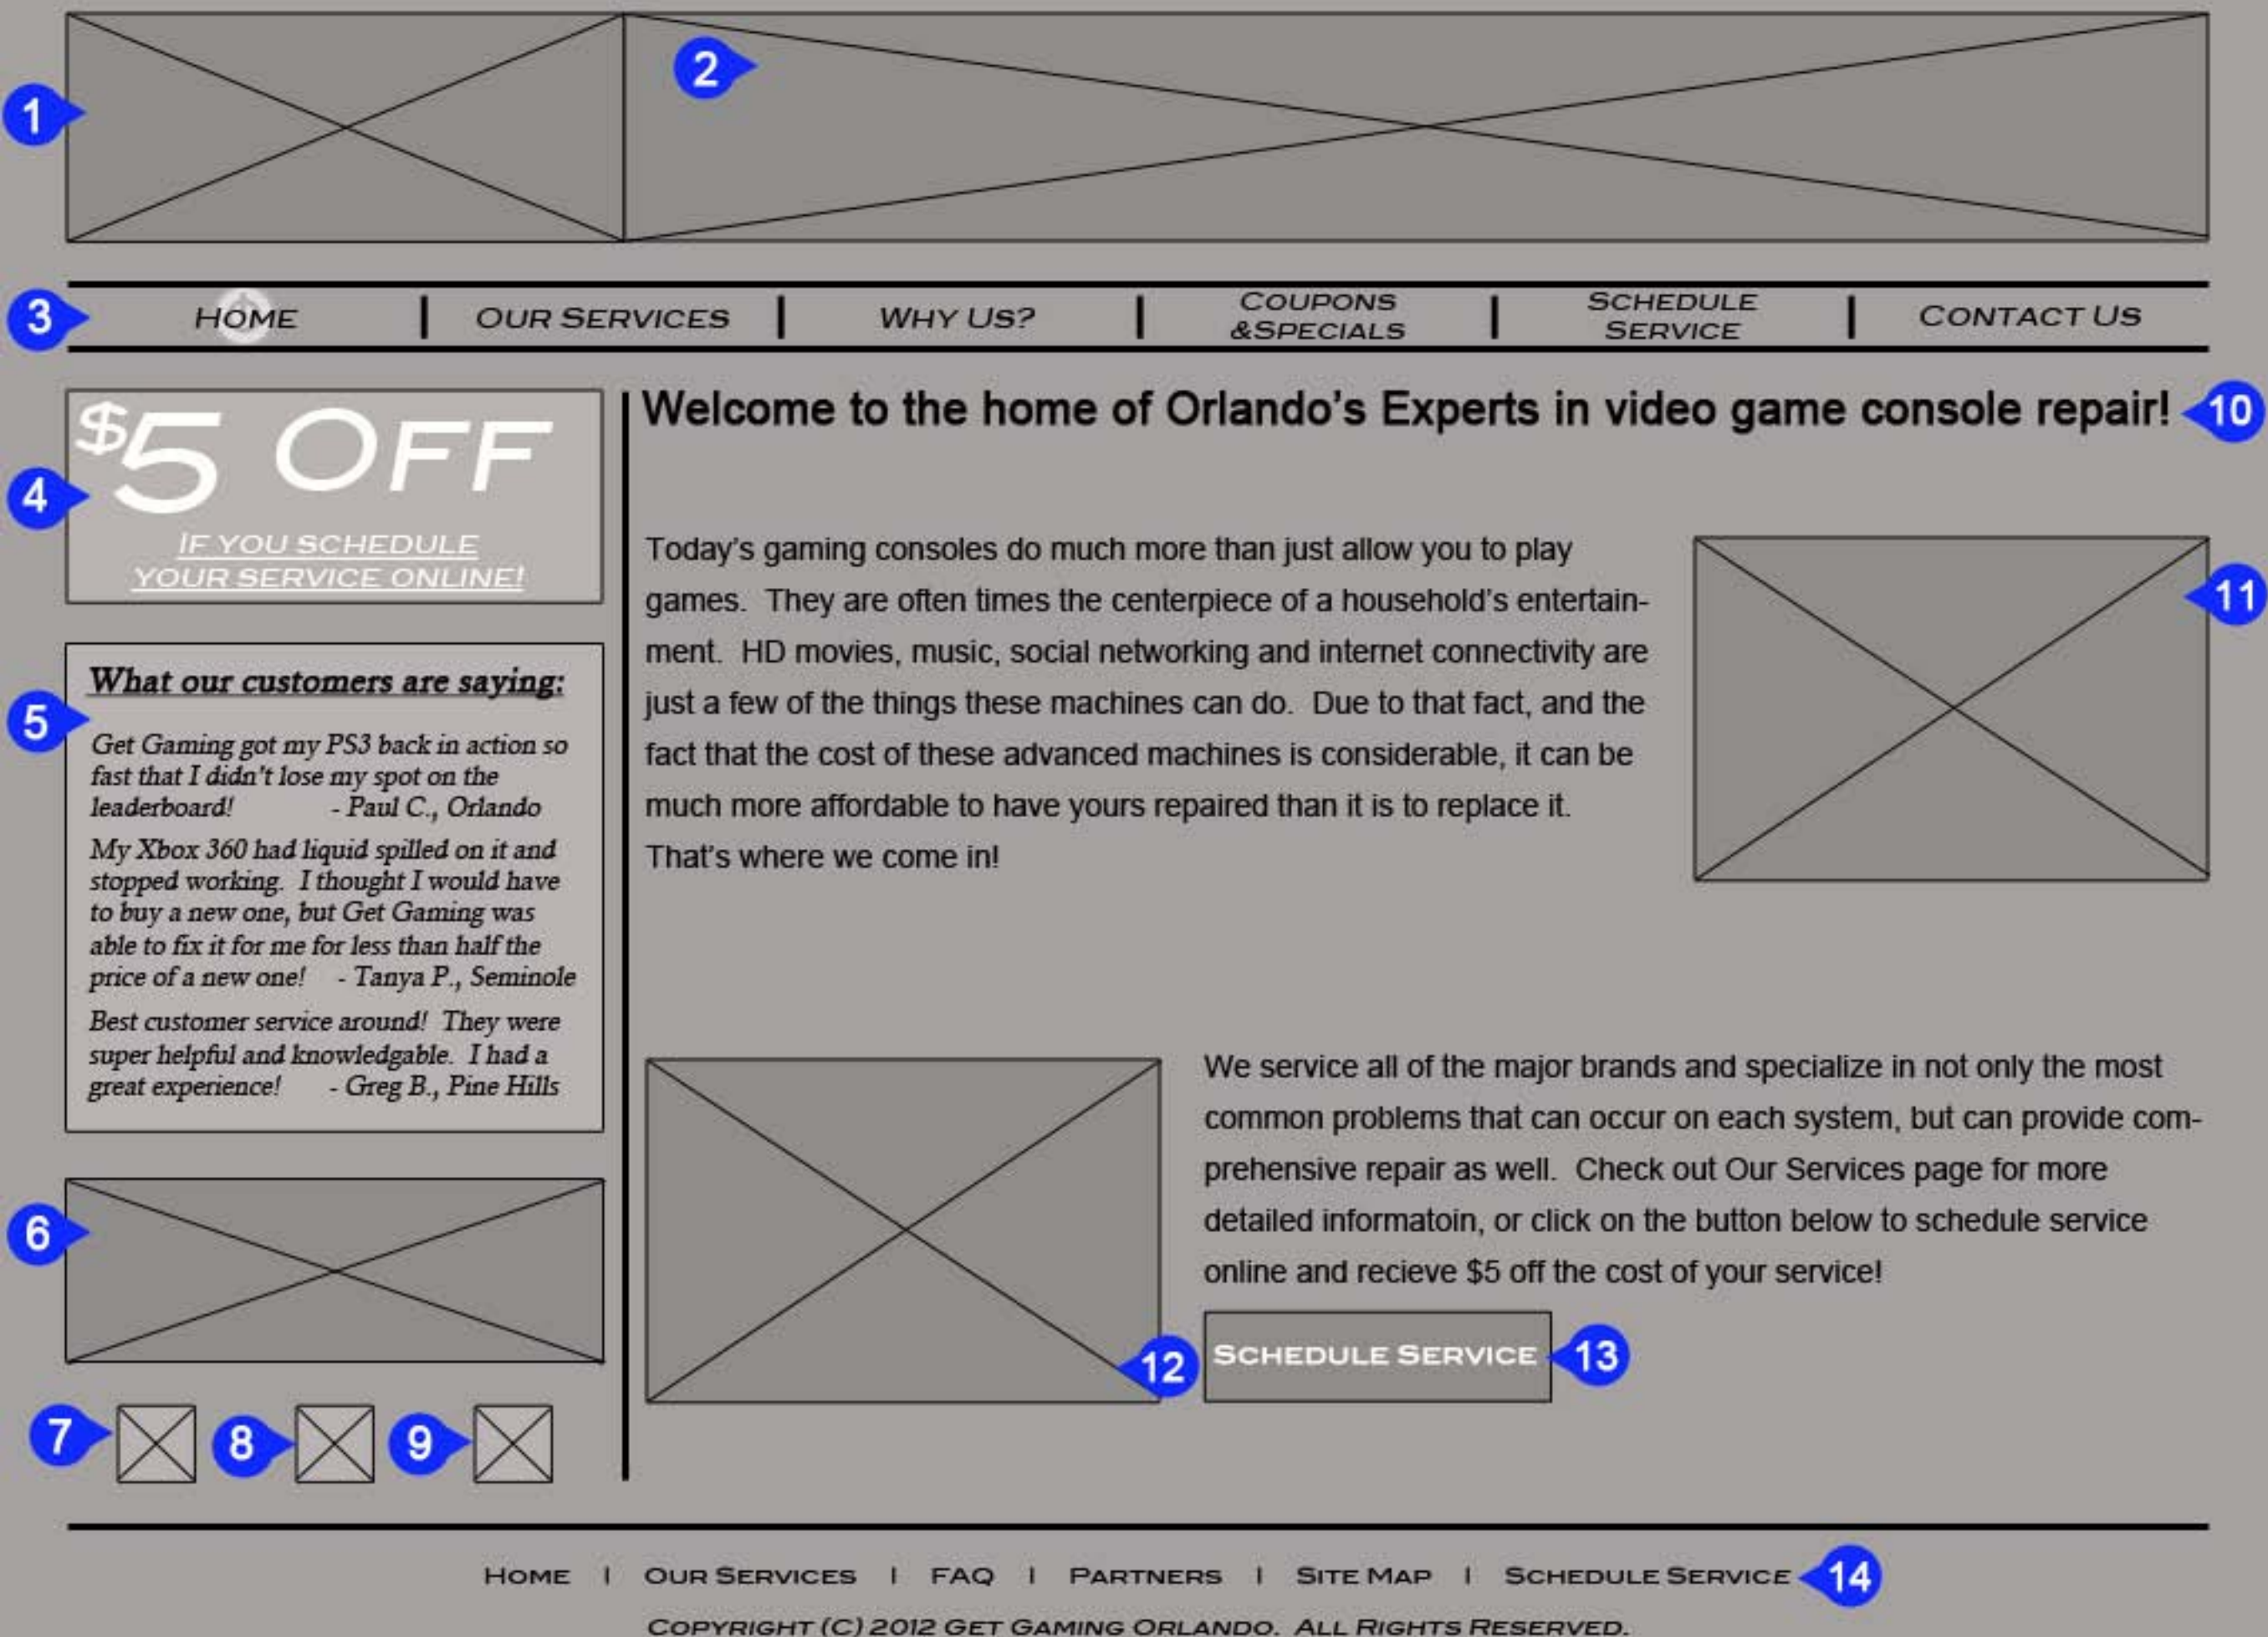 1
2
3
HOME | OUR SERVICES | WHY US? | COUPONS &SPECIALS | SCHEDULE SERVICE | CONTACT US
4
$5 OFF
IF YOU SCHEDULE
YOUR SERVICE ONLINE!
5
What our customers are saying:
Get Gaming got my PS3 back in action so
fast that I didn't lose my spot on the
leaderboard! - Paul C., Orlando
My Xbox 360 had liquid spilled on it and
stopped working. I thought I would have
to buy a new one, but Get Gaming was
able to fix it for me for less than half the
price of a new one! - Tanya P., Seminole
Best customer service around! They were
super helpful and knowledgable. I had a
great experience! - Greg B., Pine Hills
6
7
8
9
Welcome to the home of Orlando's Experts in video game console repair!
10
Today's gaming consoles do much more than just allow you to play
games. They are often times the centerpiece of a household's entertain-
ment. HD movies, music, social networking and internet connectivity are
just a few of the things these machines can do. Due to that fact, and the
fact that the cost of these advanced machines is considerable, it can be
much more affordable to have yours repaired than it is to replace it.
That's where we come in!
11
12
We service all of the major brands and specialize in not only the most
common problems that can occur on each system, but can provide com-
prehensive repair as well. Check out Our Services page for more
detailed informatoin, or click on the button below to schedule service
online and recieve $5 off the cost of your service!
SCHEDULE SERVICE
13
HOME | OUR SERVICES | FAQ | PARTNERS | SITE MAP | SCHEDULE SERVICE
14
COPYRIGHT (C) 2012 GET GAMING ORLANDO. ALL RIGHTS RESERVED.